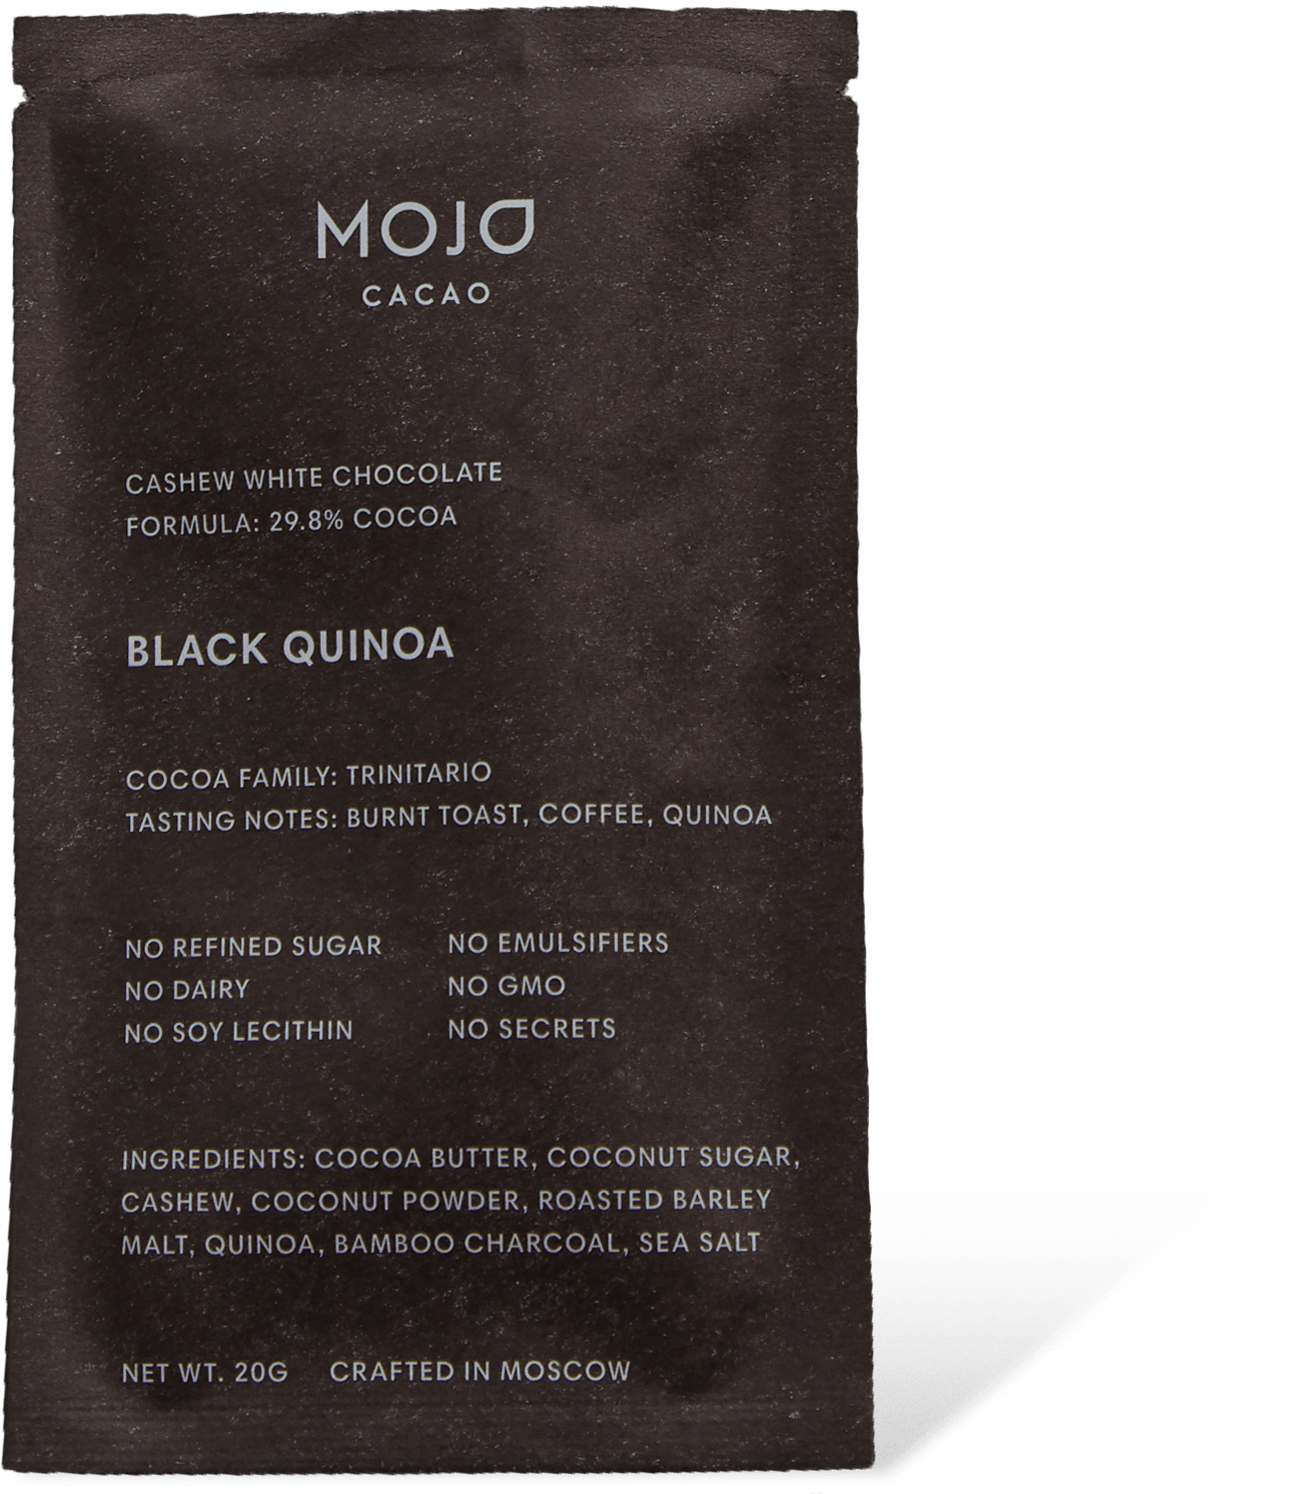 MOJO
CACAO
CASHEW WHITE CHOCOLATE
FORMULA: 29.8% COCOA
BLACK QUINOA
COCOA FAMILY: TRINITARIO
TASTING NOTES: BURNT TOAST, COFFEE, QUINOA
NO REFINED SUGAR NO EMULSIFIERS
NO DAIRY NO GMO
NO SOY LECITHIN NO SECRETS
INGREDIENTS: COCOA BUTTER, COCONUT SUGAR,
CASHEW, COCONUT POWDER, ROASTED BARLEY
MALT, QUINOA, BAMBOO CHARCOAL, SEA SALT
NET WT. 20G CRAFTED IN MOSCOW